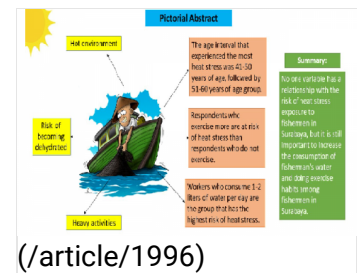 Pictorial Abstract
Hot environment
Risk of
becoming
dehydrated
Heavy activities
The age interval that
experienced the most
heat stress was 41-50
years of age, followed by
51-60 years of age group.
Respondents who
exercise more are at risk
of heat stress than
respondents who do not
exercise.
Workers who consume 1-2
liters of water per day are
the group that has the
highest risk of heat stress.
Summary:
No one variable has a
relationship with the
risk of heat stress
exposure to
fishermen in
Surabaya, but it is still
important to increase
the consumption of
fisherman's water
and doing exercise
habits among
fishermen in
Surabaya.
(/article/1996)